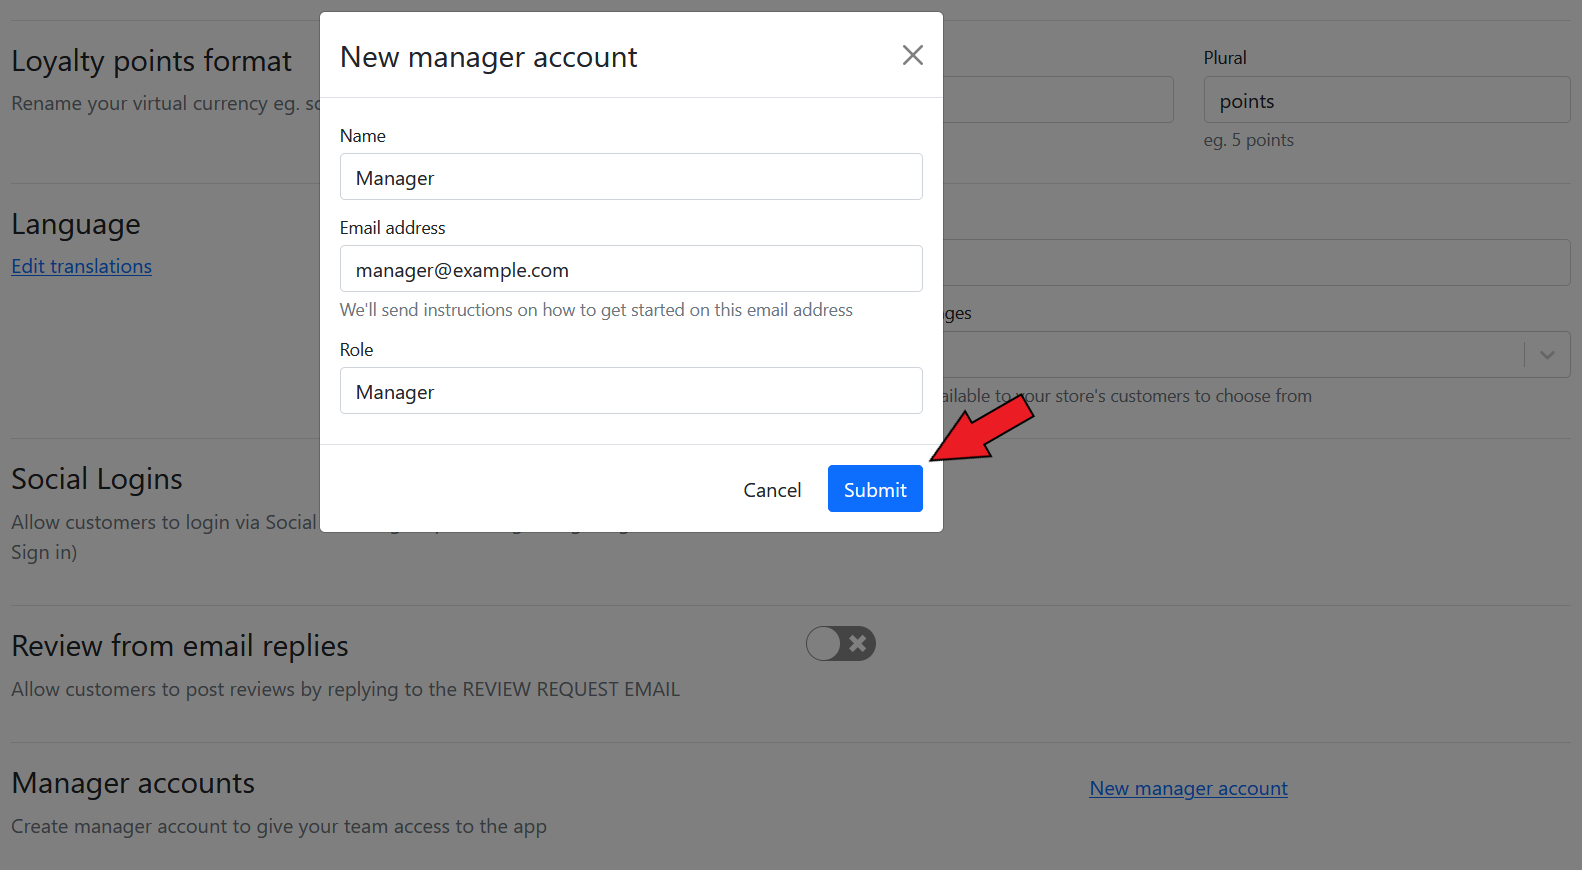 New manager account
Name
Manager
Email address
manager@example.com
We'll send instructions on how to get started on this email address
Role
Manager
Cancel
Submit
Loyalty points format
Rename your virtual currency eg.
Plural
points
eg. 5 points
Language
Edit translations
to your store's customers to choose from
Social Logins
Allow customers to login via Social
Sign in)
Review from email replies
Allow customers to post reviews by replying to the REVIEW REQUEST EMAIL
Manager accounts
New manager account
Create manager account to give your team access to the app